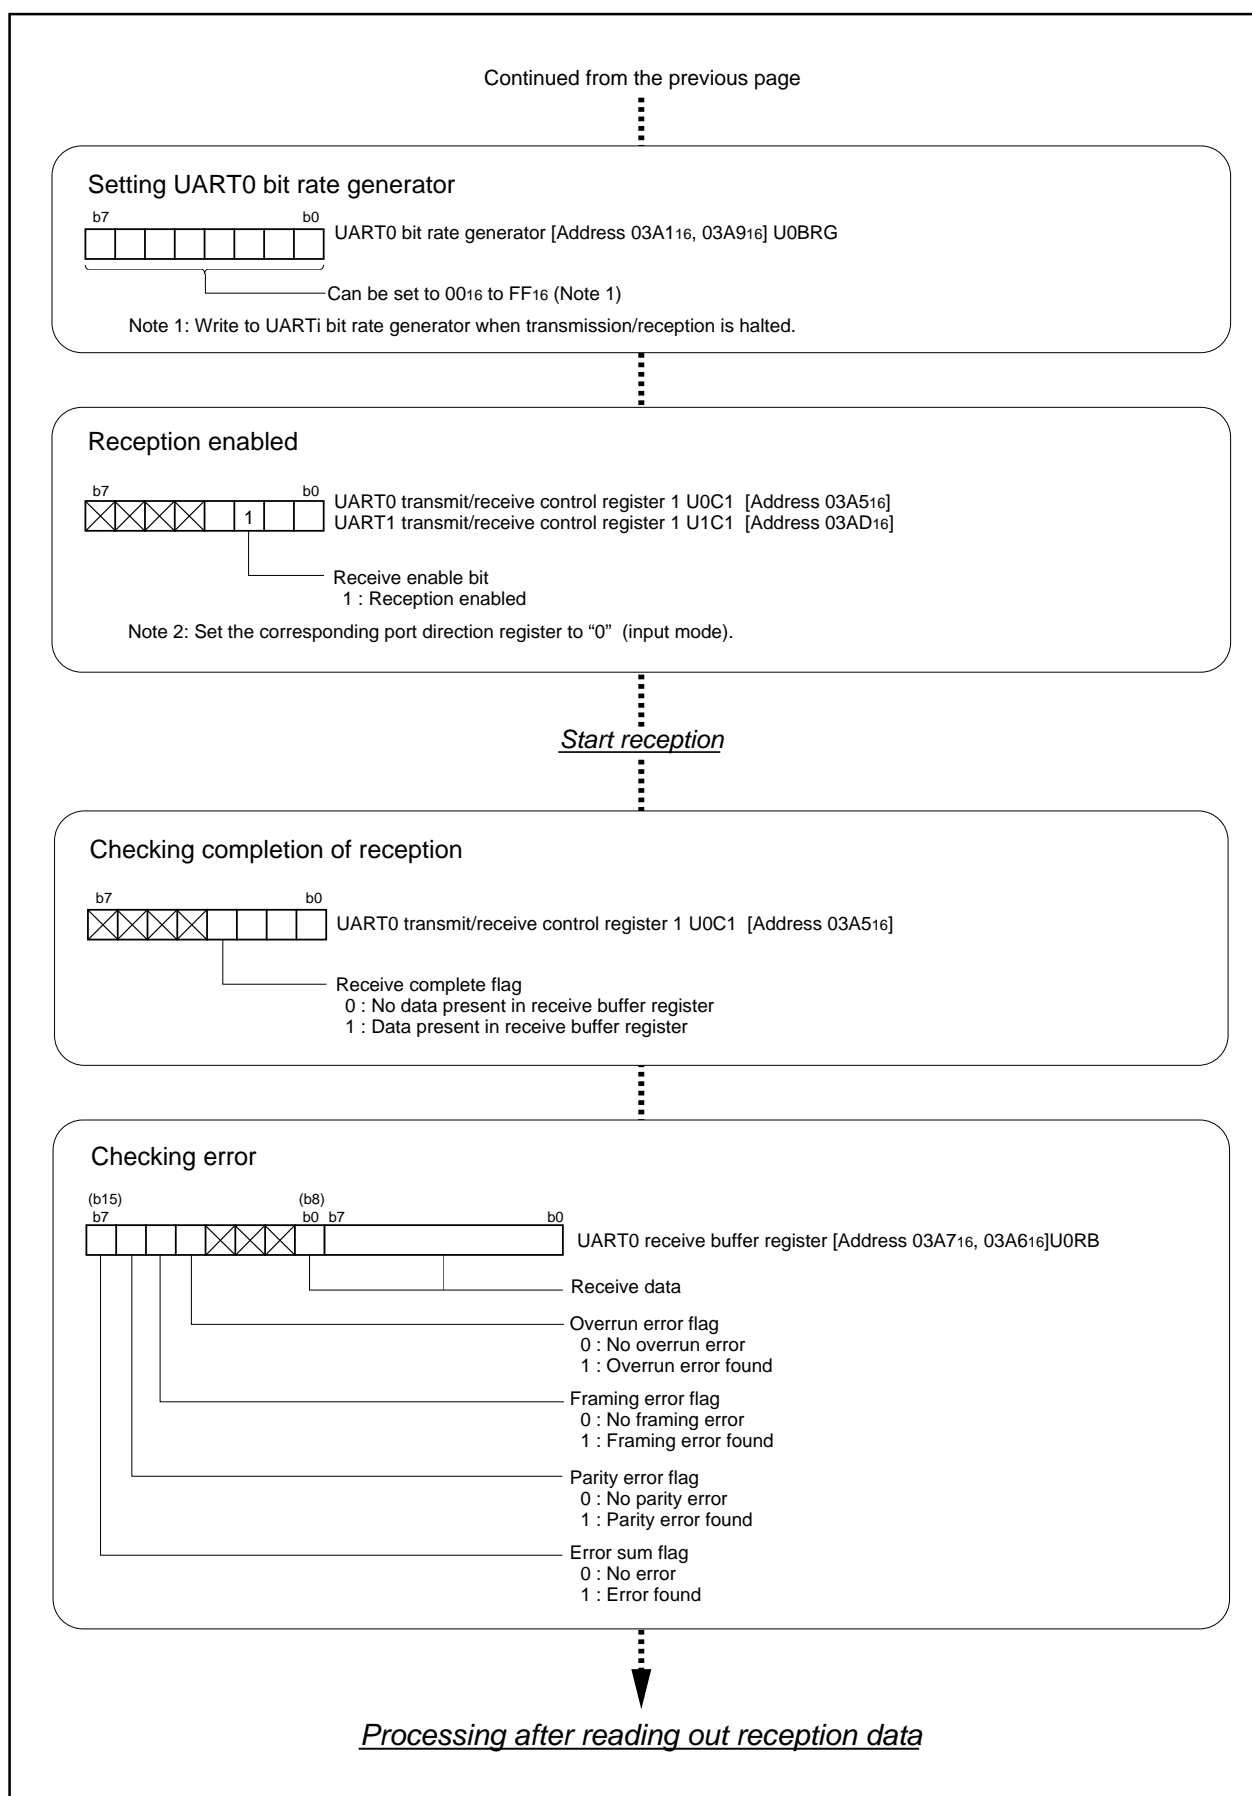 Continued from the previous page
Setting UART0 bit rate generator
b7 b0
UART0 bit rate generator [Address 03A116, 03A916] U0BRG
Can be set to 0016 to FF16 (Note 1)
Note 1: Write to UARTi bit rate generator when transmission/reception is halted.
Reception enabled
b7 b0
UART0 transmit/receive control register 1 U0C1 [Address 03A516]
1
UART1 transmit/receive control register 1 U1C1 [Address 03AD16]
Receive enable bit
1 : Reception enabled
Note 2: Set the corresponding port direction register to “0” (input mode).
Start reception
Checking completion of reception
b7 b0
UART0 transmit/receive control register 1 U0C1 [Address 03A516]
Receive complete flag
0 : No data present in receive buffer register
1 : Data present in receive buffer register
Checking error
(b15) (b8)
b7 b0 b7 b0
UART0 receive buffer register [Address 03A716, 03A616]U0RB
Receive data
Overrun error flag
0 : No overrun error
1 : Overrun error found
Framing error flag
0 : No framing error
1 : Framing error found
Parity error flag
0 : No parity error
1 : Parity error found
Error sum flag
0 : No error
1 : Error found
Processing after reading out reception data